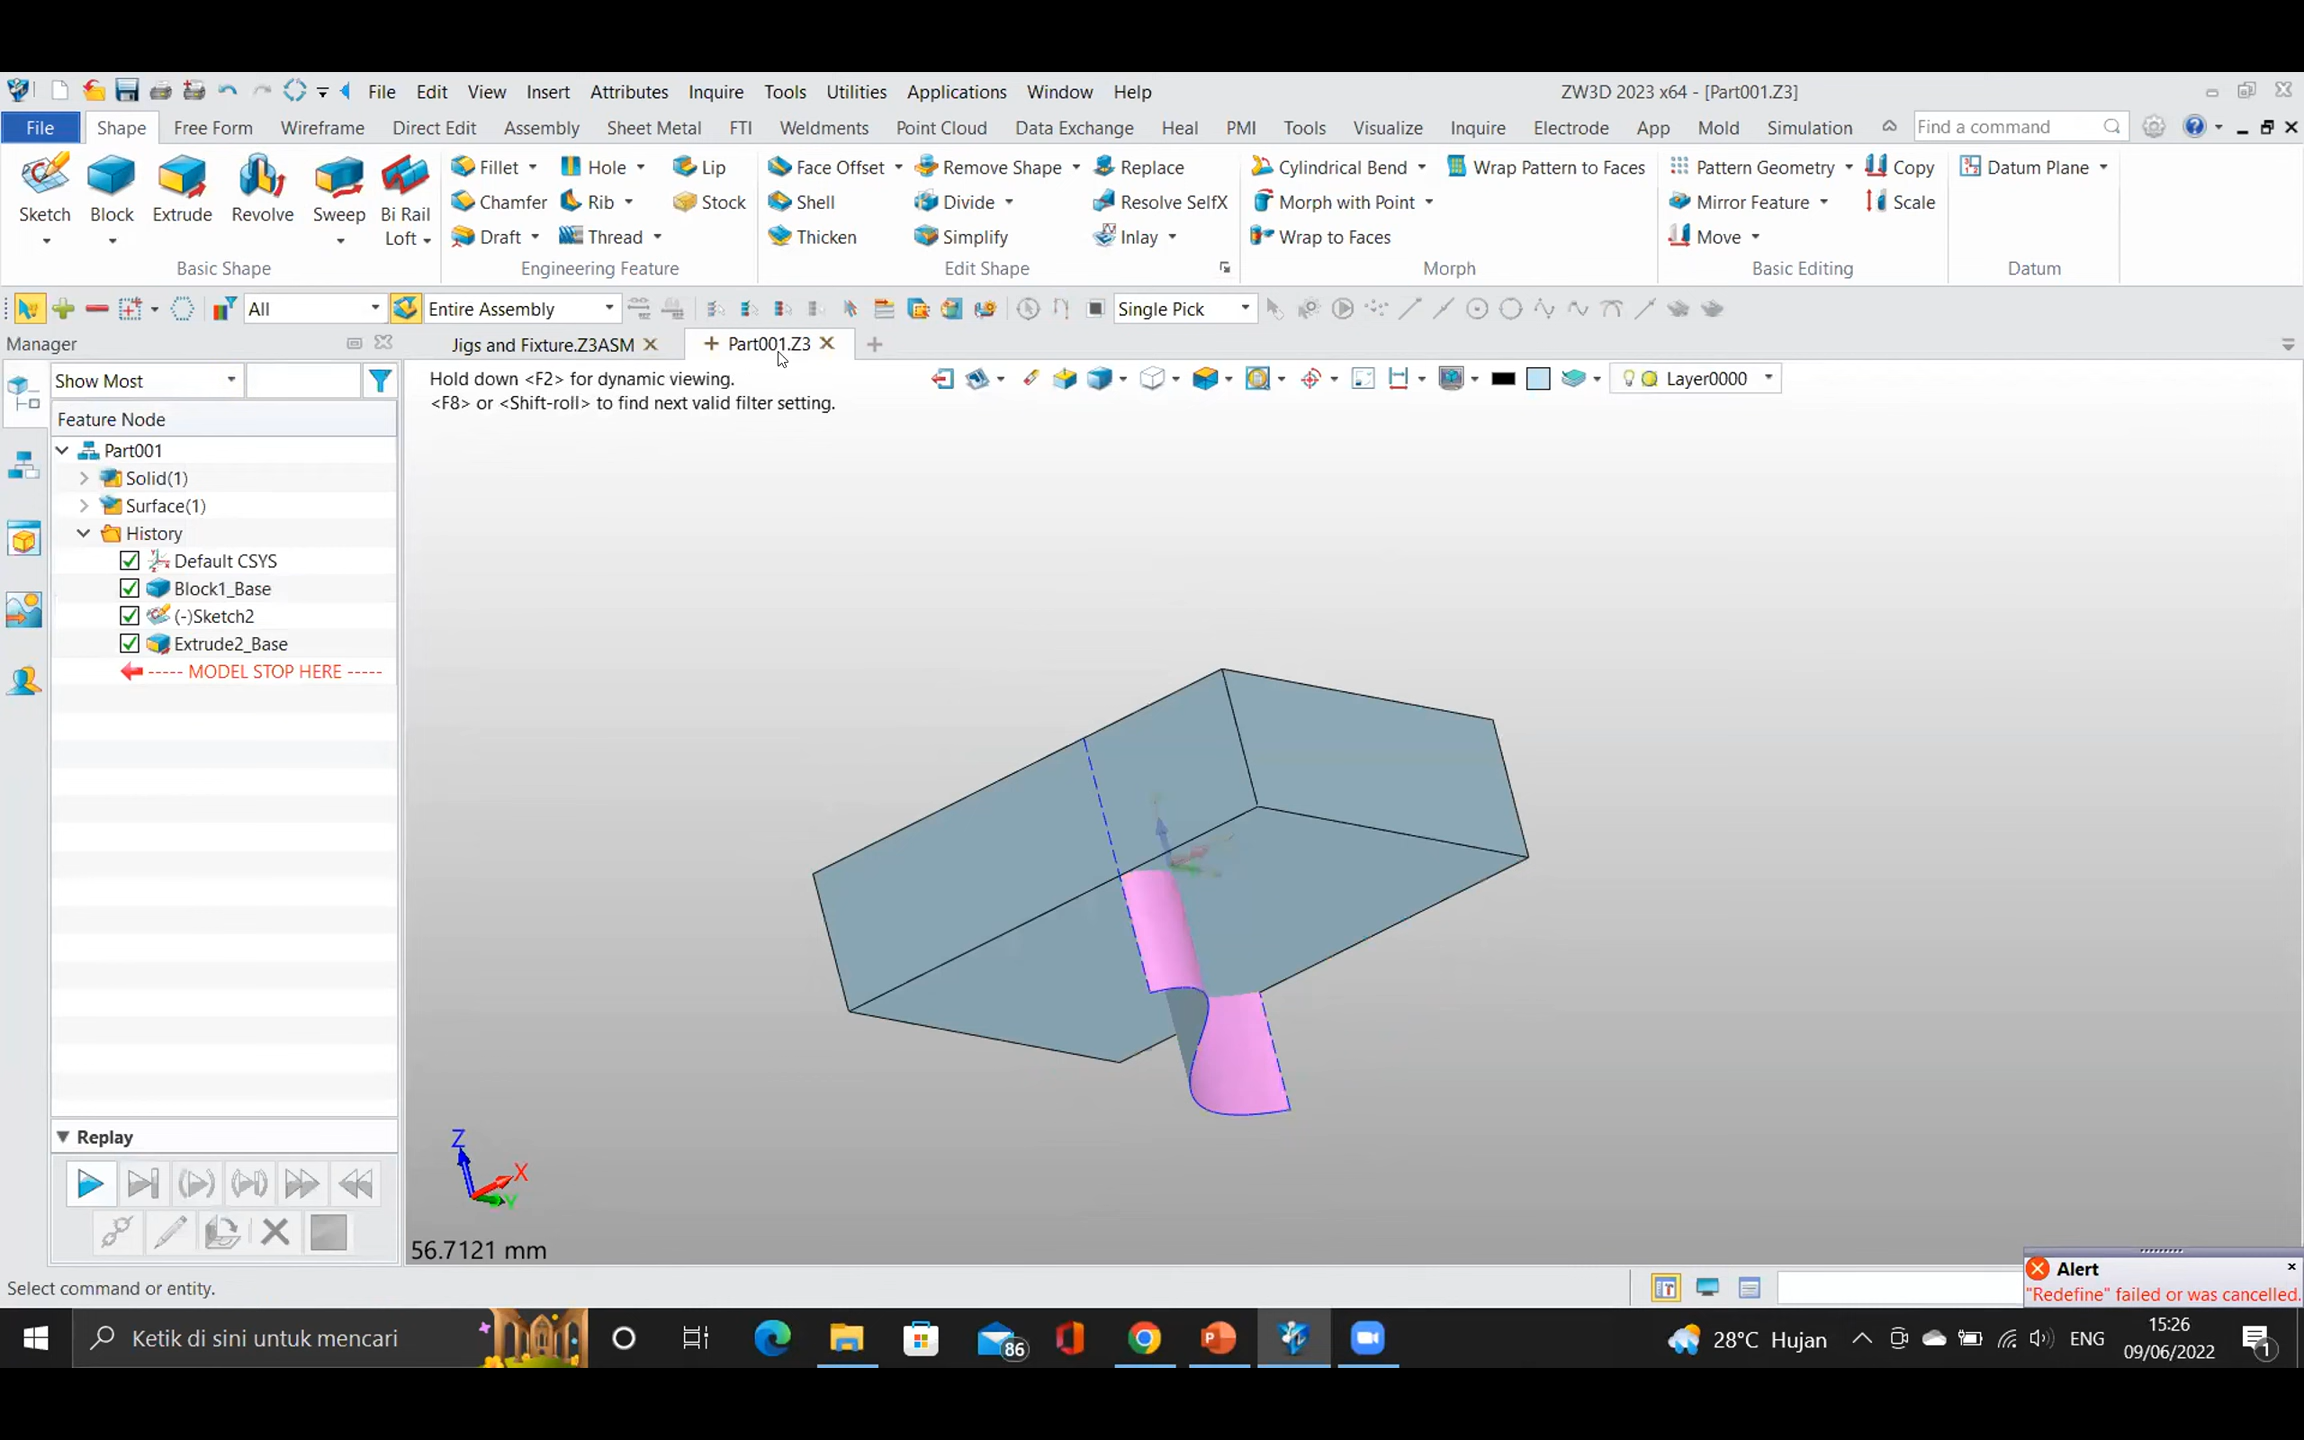 File Edit View Insert Attributes Inquire Tools Utilities Applications Window Help ZW3D 2023 x64 - [Part001.Z3]
File Shape Free Form Wireframe Direct Edit Assembly Sheet Metal FTI Weldments Point Cloud Data Exchange Heal PMI Tools Visualize Inquire Electrode App Mold Simulation Find a command
Fillet Hole Lip Face Offset Remove Shape Replace Cylindrical Bend Wrap Pattern to Faces Pattern Geometry Copy Datum Plane
Sketch Block Extrude Revolve Sweep Bi Rail Loft
Chamfer Rib Stock Shell Divide Resolve SelfX Morph with Point Mirror Feature Scale
Draft Thread Thicken Simplify Inlay Wrap to Faces Move
Basic Shape Engineering Feature Edit Shape Morph Basic Editing Datum
All Entire Assembly Single Pick
Manager Jigs and Fixture.Z3ASM Part001.Z3
Show Most
Hold down <F2> for dynamic viewing.
<F8> or <Shift-roll> to find next valid filter setting.
Layer0000
Feature Node
Part001
Solid(1)
Surface(1)
History
Default CSYS
Block1_Base
(-)Sketch2
Extrude2_Base
----- MODEL STOP HERE -----
Replay
Z
X
Y
56.7121 mm
Select command or entity.
Alert
"Redefine" failed or was cancelled.
Ketik di sini untuk mencari
86
28°C Hujan
ENG
15:26
09/06/2022
1